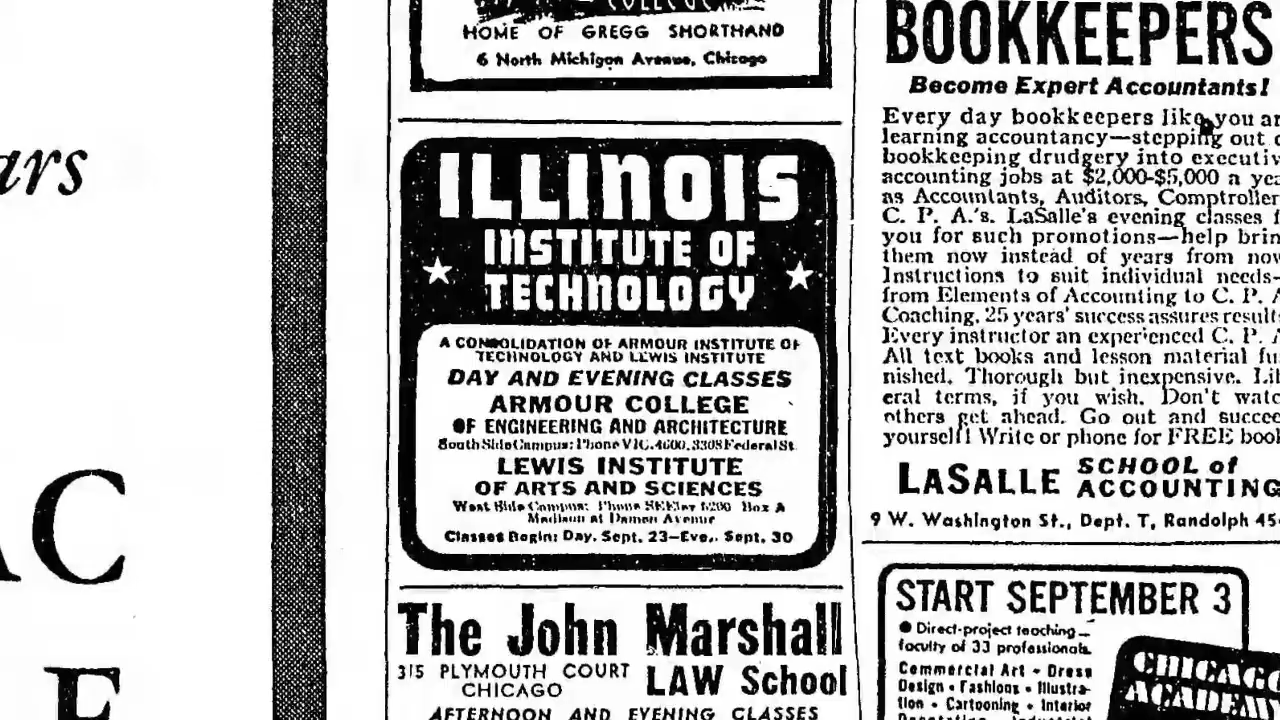 ars
AC
E
COLLEGE
HOME OF GREGG SHORTHAND
6 North Michigan Avenue, Chicago
ILLINOIS
INSTITUTE OF
TECHNOLOGY
A CONSOLIDATION OF ARMOUR INSTITUTE OF
TECHNOLOGY AND LEWIS INSTITUTE
DAY AND EVENING CLASSES
ARMOUR COLLEGE
OF ENGINEERING AND ARCHITECTURE
South Side Campus: Phone VIC. 4600, 3308 Federal St.
LEWIS INSTITUTE
OF ARTS AND SCIENCES
West Side Campus: Phone SEEley Box A
Madison at Damen Avenue
Classes Begin: Day, Sept. 23—Eve., Sept. 30
The John Marshall
315 PLYMOUTH COURT
CHICAGO
LAW School
AFTERNOON AND EVENING CLASSES
BOOKKEEPERS
Become Expert Accountants!
Every day bookkeepers like you ar
learning accountancy—stepping out o
bookkeeping drudgery into executiv
accounting jobs at $2,000-$5,000 a yea
as Accountants, Auditors, Comptroller
C. P. A.'s. LaSalle's evening classes f
you for such promotions—help brin
them now instead of years from now
Instructions to suit individual needs-
from Elements of Accounting to C. P. A
Coaching. 25 years' success assures results
Every instructor an experienced C. P. A
All text books and lesson material fur
nished. Thorough but inexpensive. Lib
eral terms, if you wish. Don't watc
others get ahead. Go out and succee
yourself! Write or phone for FREE book
LASALLE SCHOOL of
ACCOUNTING
9 W. Washington St., Dept. T, Randolph 45
START SEPTEMBER 3
● Direct-project teaching—
faculty of 33 professionals.
Commercial Art • Dress
Design • Fashions • Illustra-
tion • Cartooning • Interior
CHICAGO
ACADEMY